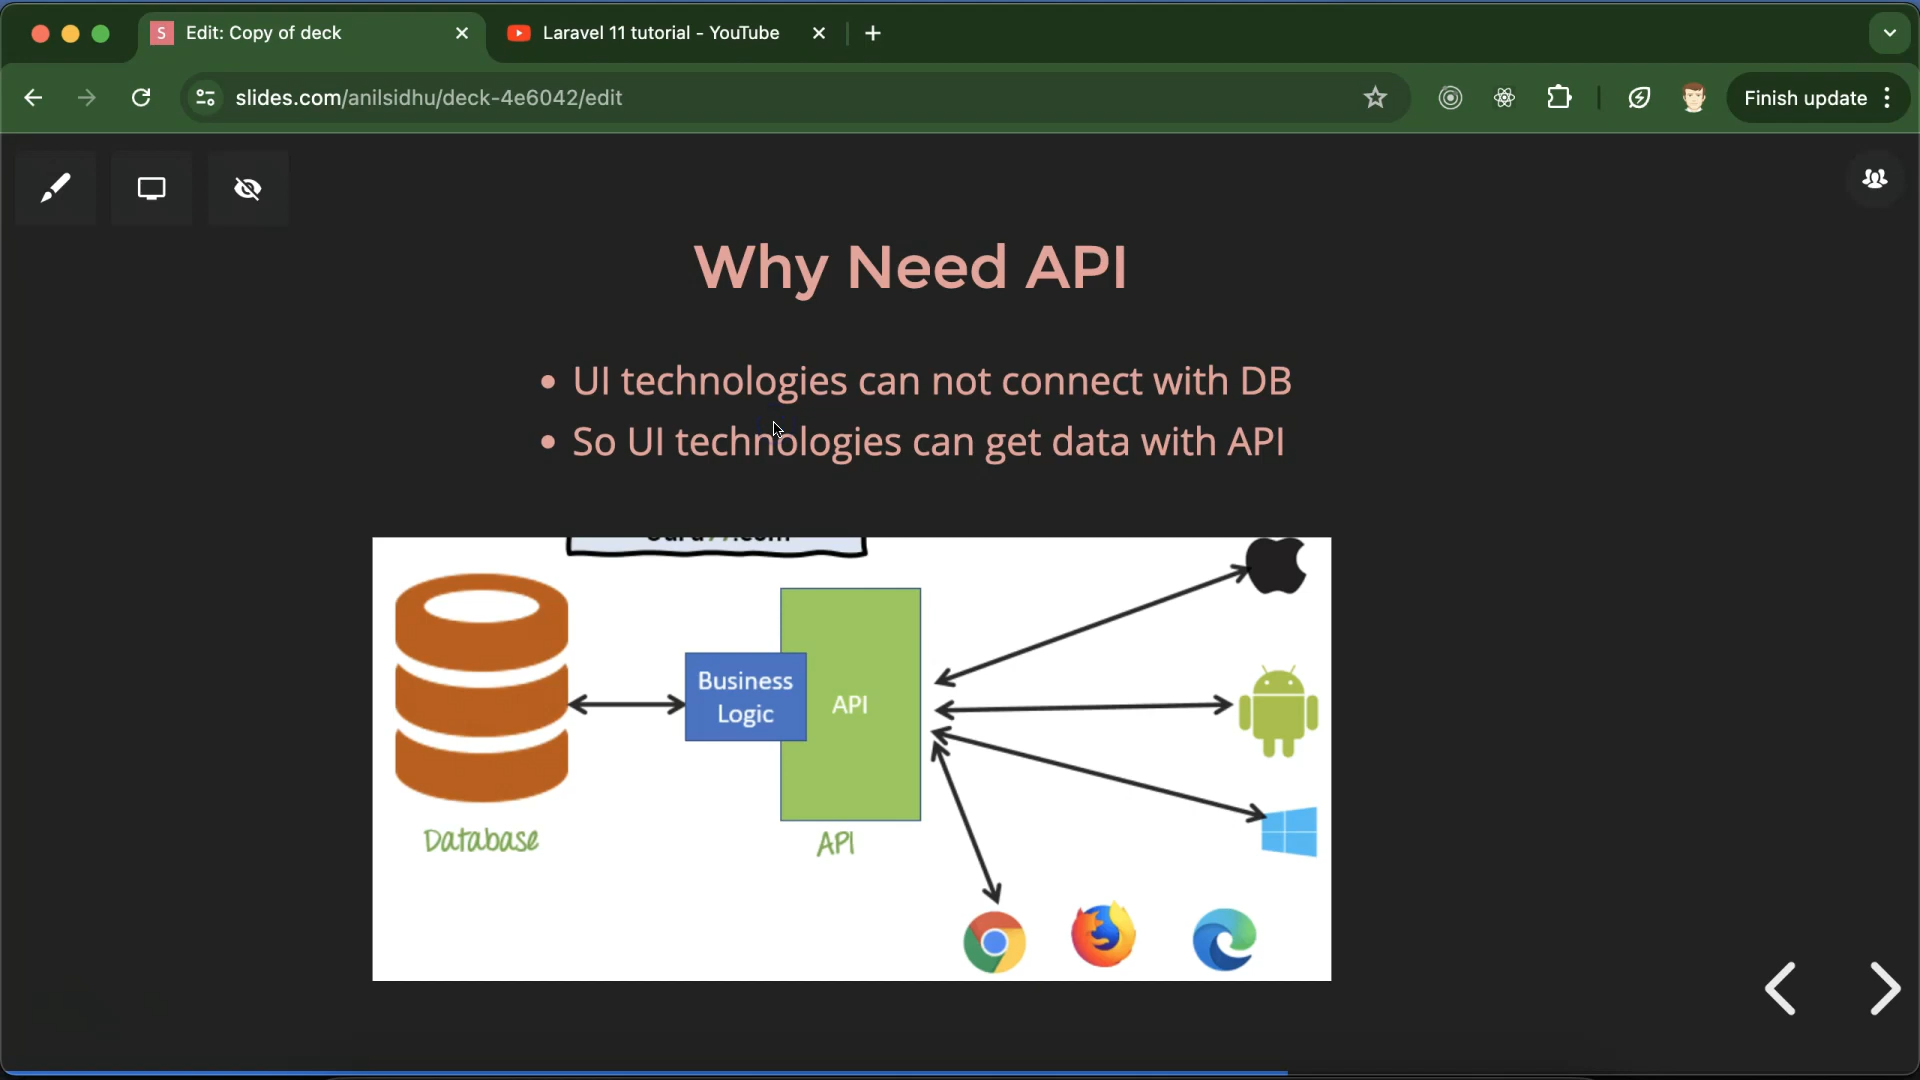 Edit: Copy of deck
Laravel 11 tutorial - YouTube
slides.com/anilsidhu/deck-4e6042/edit
Finish update
Why Need API
• UI technologies can not connect with DB
• So UI technologies can get data with API
Business
Logic
API
Database
API